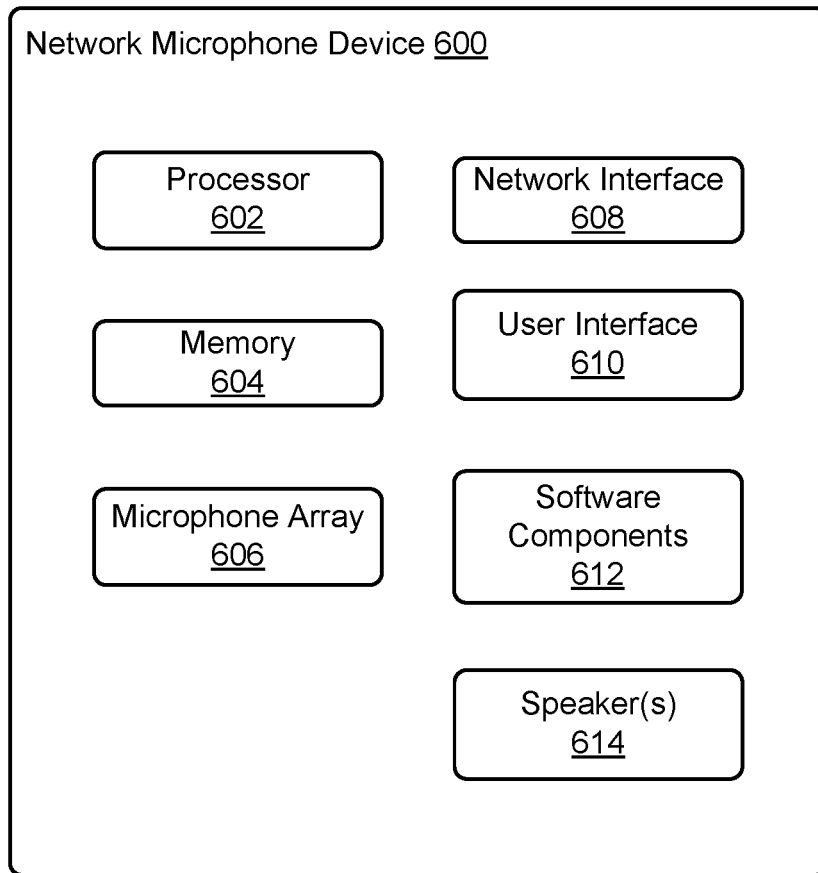 Network Microphone Device 600
Processor
602
Network Interface
608
Memory
604
User Interface
610
Microphone Array
606
Software
Components
612
Speaker(s)
614